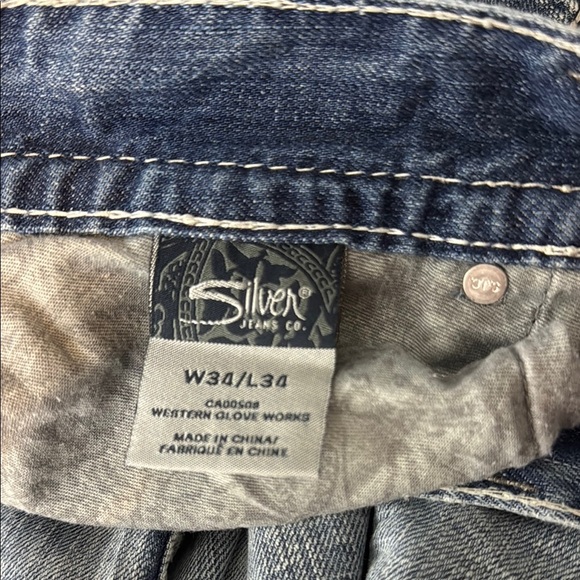 Silver®
JEANS CO.
W34/L34
CA00508
WESTERN GLOVE WORKS
MADE IN CHINA/
FABRIQUÉ EN CHINE